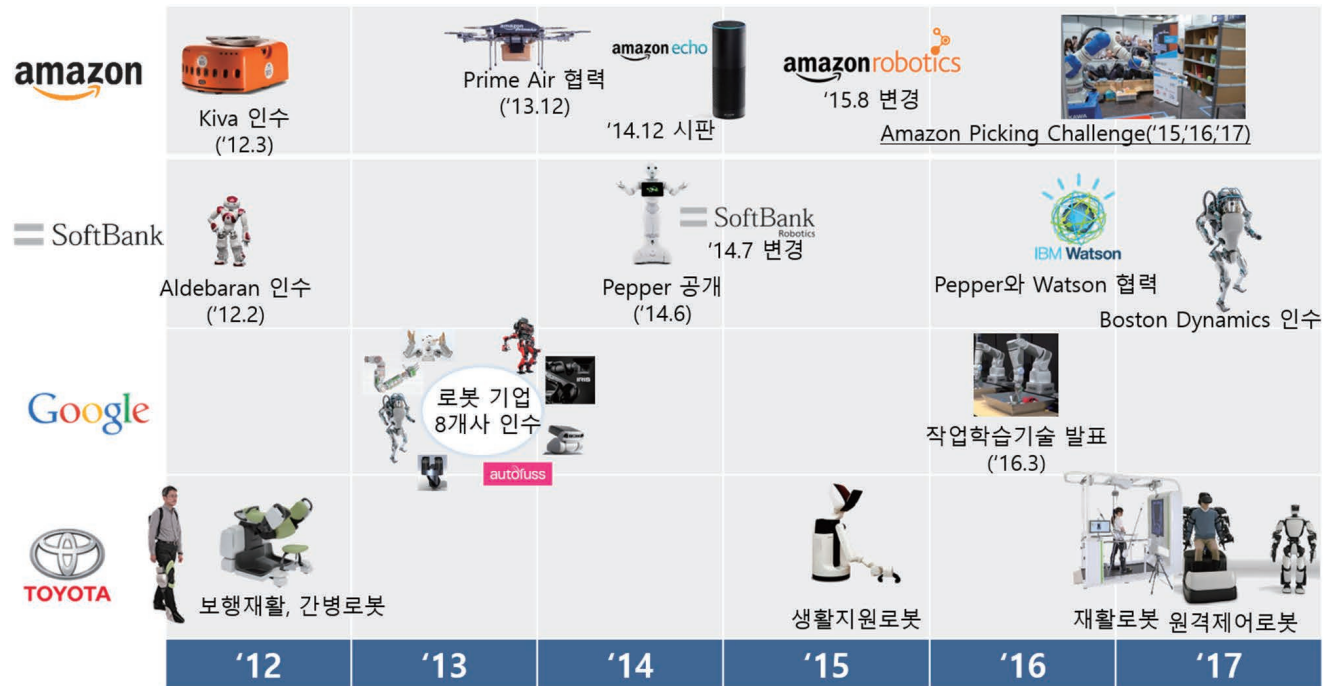 amazon
Kiva 인수
(‘12.3)
amazon
Prime Air 협력
(‘13.12)
amazon echo
‘14.12 시판
amazon robotics
‘15.8 변경
Amazon Picking Challenge(‘15,’16,’17)
SoftBank
Aldebaran 인수
(‘12.2)
Pepper 공개
(‘14.6)
SoftBank
Robotics
‘14.7 변경
IBM Watson
Pepper와 Watson 협력
Boston Dynamics 인수
Google
로봇 기업
8개사 인수
autofuss
작업학습기술 발표
(‘16.3)
TOYOTA
보행재활, 간병로봇
생활지원로봇
재활로봇
원격제어로봇
‘12
‘13
‘14
‘15
‘16
‘17